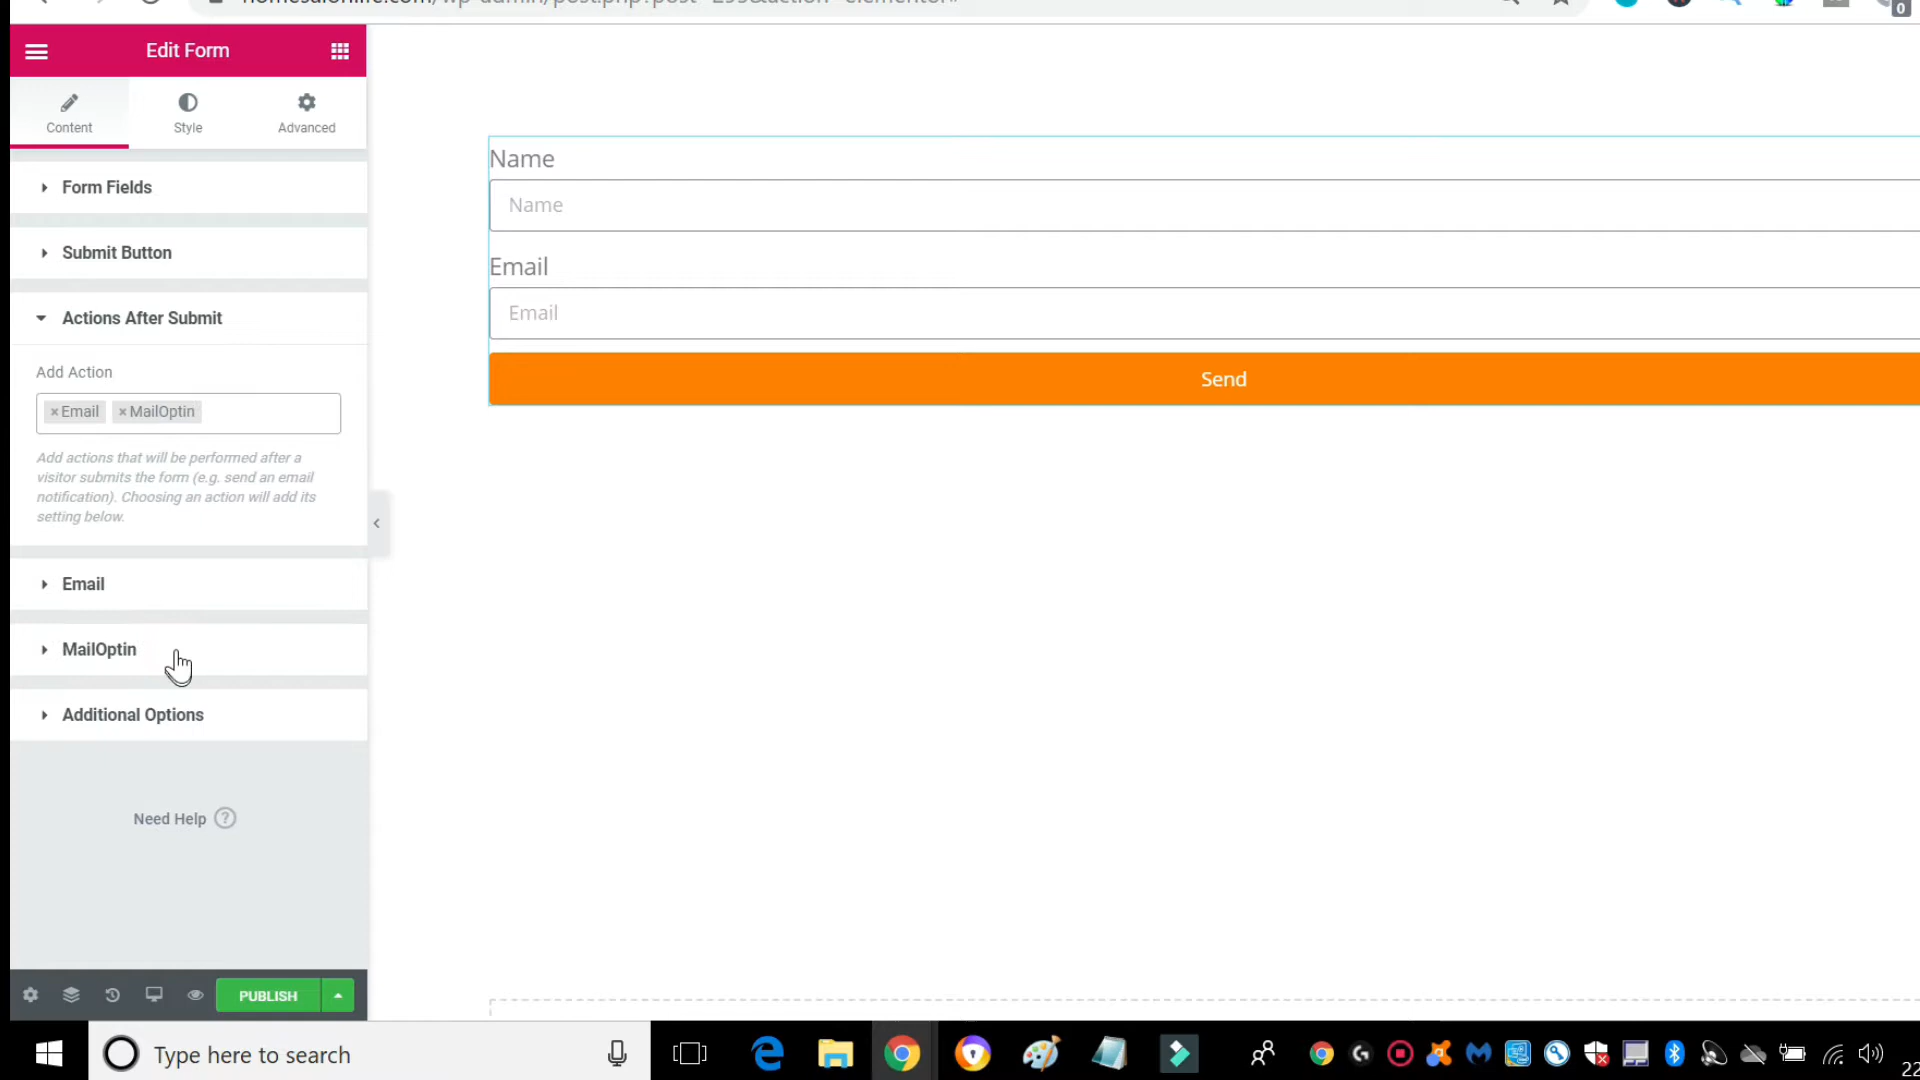 Edit Form
Content
Style
Advanced
Form Fields
Submit Button
Actions After Submit
Add Action
×Email ×MailOptin
Add actions that will be performed after a
visitor submits the form (e.g. send an email
notification). Choosing an action will add its
setting below.
Email
MailOptin
Additional Options
Need Help ?
PUBLISH
Name
Name
Email
Email
Send
0
Type here to search
22